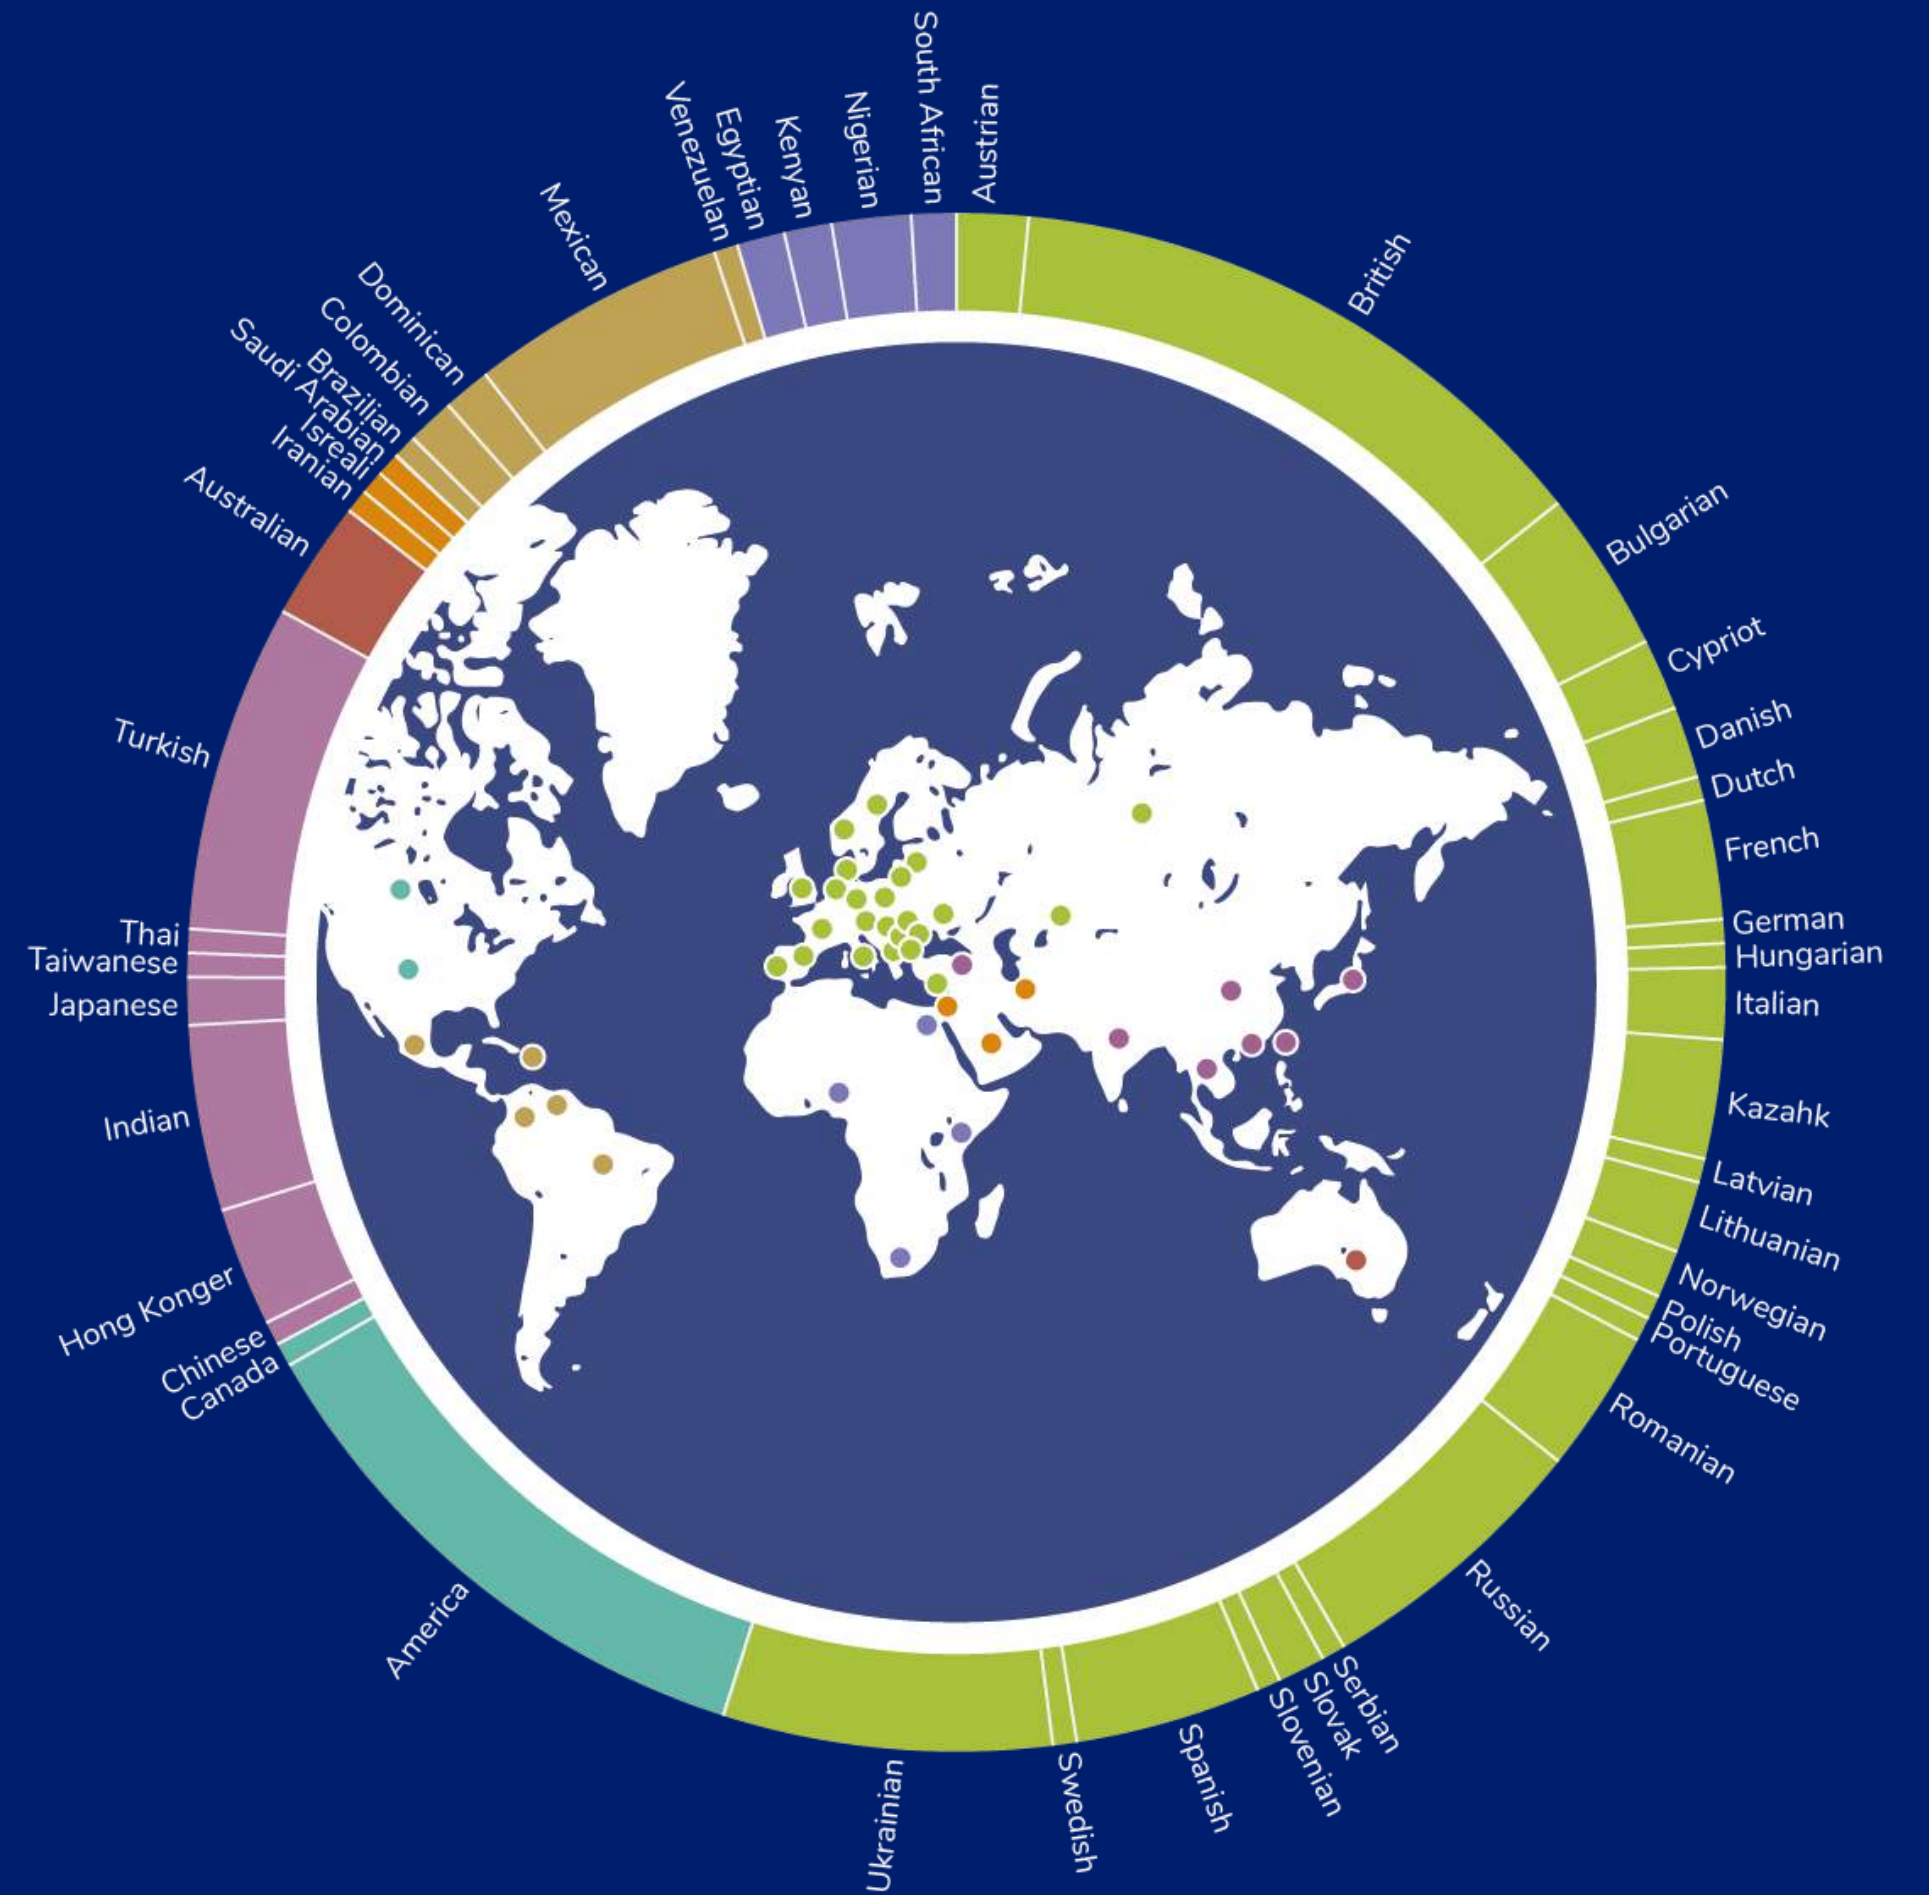 South African
Austrian
British
Bulgarian
Cypriot
Danish
Dutch
French
German
Hungarian
Italian
Kazahk
Latvian
Lithuanian
Norwegian
Polish
Portuguese
Romanian
Russian
Serbian
Slovak
Slovenian
Spanish
Swedish
Ukrainian
America
Canada
Chinese
Hong Konger
Indian
Japanese
Taiwanese
Thai
Turkish
Australian
Iranian
Isreali
Saudi Arabian
Brazilian
Colombian
Dominican
Mexican
Venezuelan
Egyptian
Kenyan
Nigerian